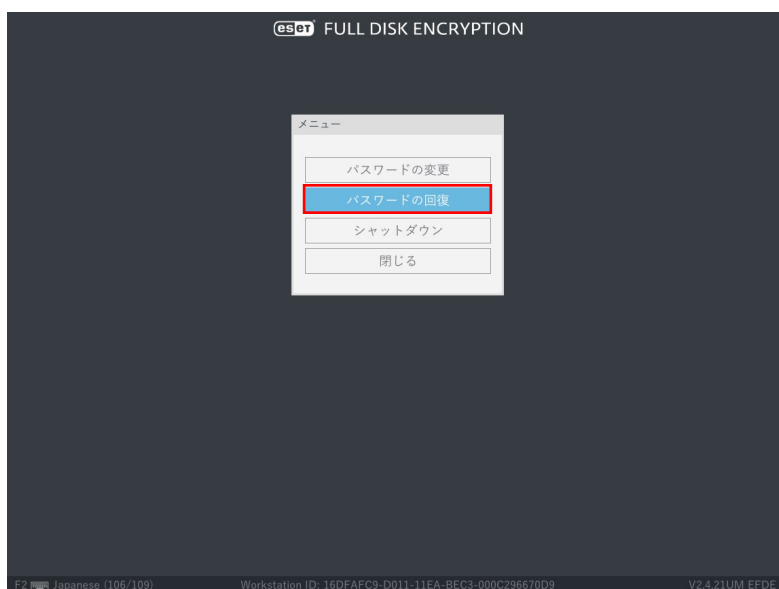 eset FULL DISK ENCRYPTION
メニュー
パスワードの変更
パスワードの回復
シャットダウン
閉じる
F2 Japanese (106/109) Workstation ID: 16DFAFC9-D011-11EA-BEC3-000C296670D9 V2.4.21UM EFDE